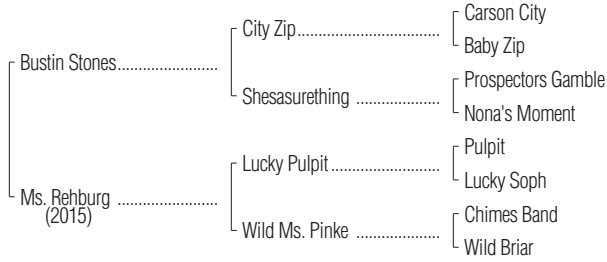 Carson City
City Zip
Baby Zip
Bustin Stones
Prospectors Gamble
Shesasurething
Nona's Moment
Pulpit
Lucky Pulpit
Lucky Soph
Ms. Rehburg
(2015)
Chimes Band
Wild Ms. Pinke
Wild Briar